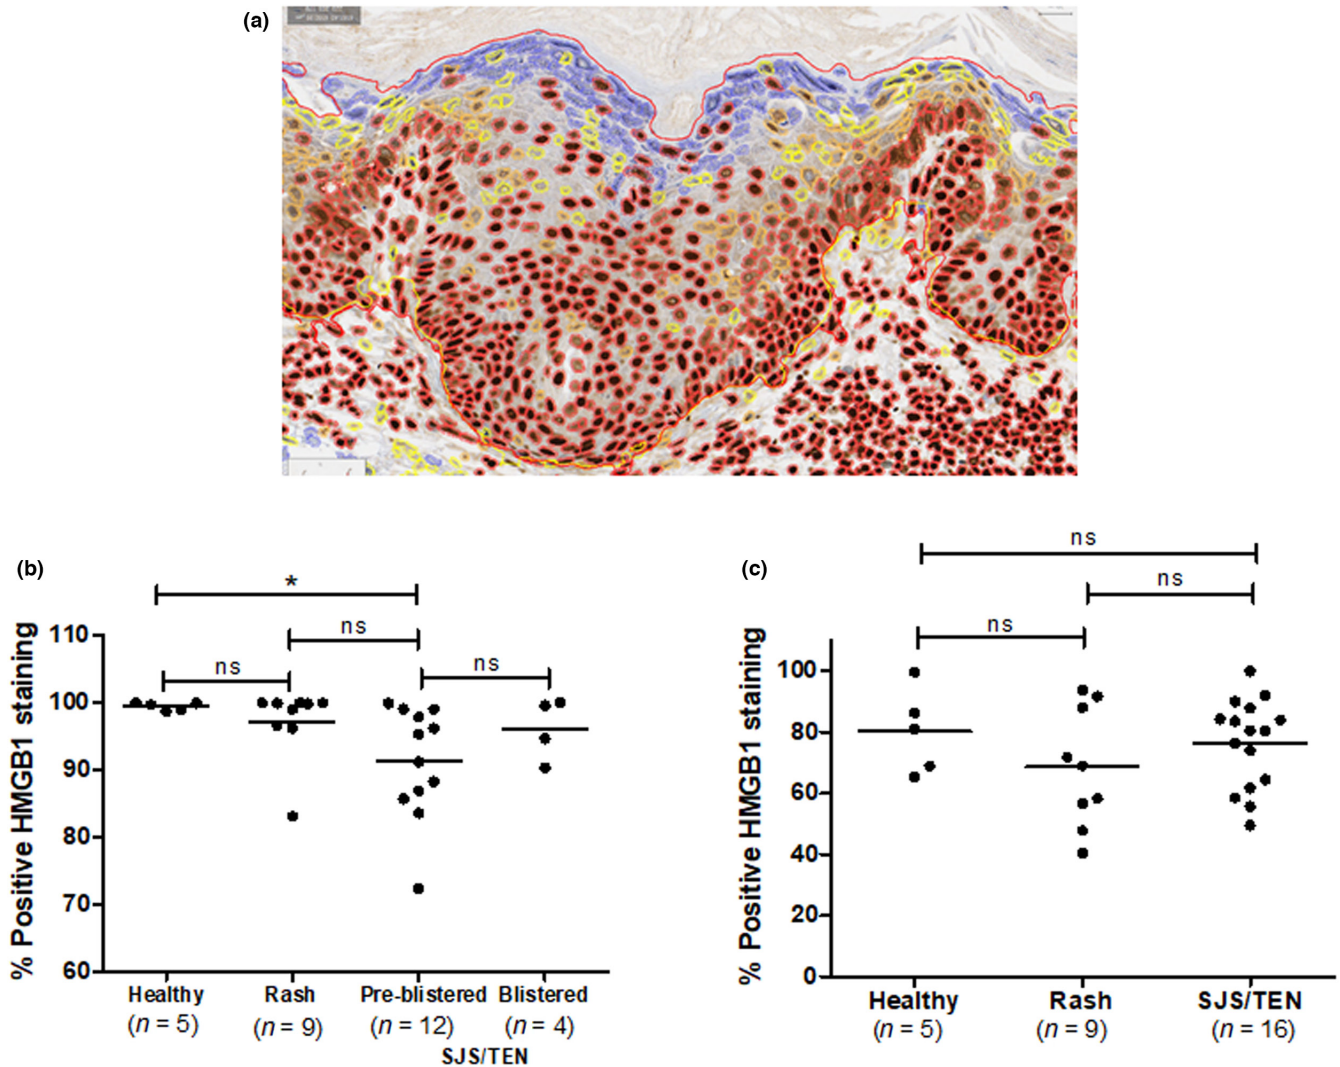 (a)
(b)
*
ns
ns
ns
% Positive HMGB1 staining
110
100
90
80
70
60
Healthy
(n = 5)
Rash
(n = 9)
Pre-blistered
(n = 12)
Blistered
(n = 4)
SJS/TEN
(c)
ns
ns
ns
% Positive HMGB1 staining
100
80
60
40
20
0
Healthy
(n = 5)
Rash
(n = 9)
SJS/TEN
(n = 16)